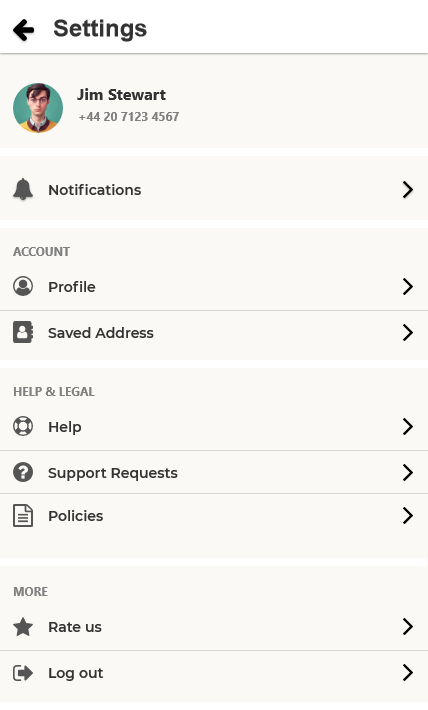 Settings
Jim Stewart
+44 20 7123 4567
Notifications
ACCOUNT
Profile
Saved Address
HELP & LEGAL
Help
Support Requests
Policies
MORE
Rate us
Log out